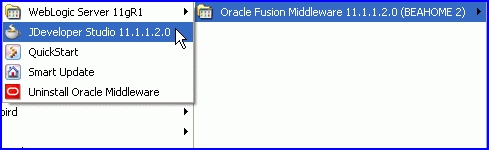 WebLogic Server 11gR1
Oracle Fusion Middleware 11.1.1.2.0 (BEAHOME 2)
JDeveloper Studio 11.1.1.2.0
QuickStart
Smart Update
Uninstall Oracle Middleware
bird